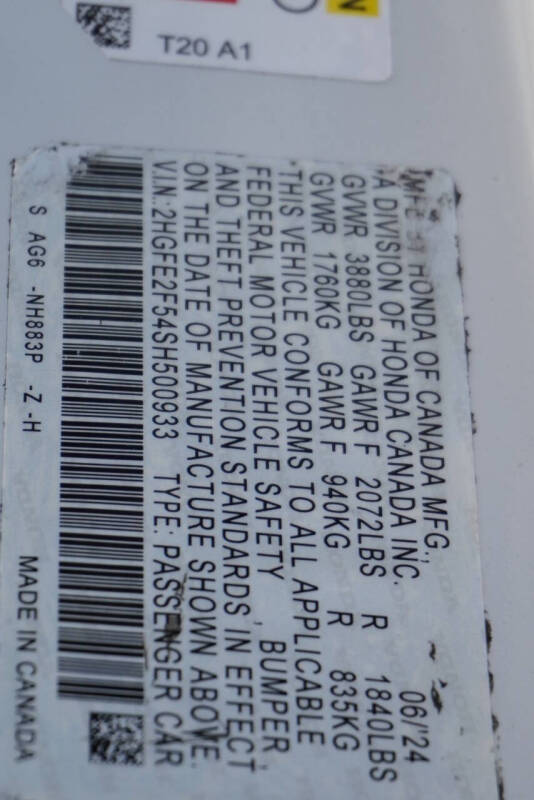 T20 A1
N
MFD BY HONDA OF CANADA MFG.,
A DIVISION OF HONDA CANADA INC. 06/'24
GVWR 3880LBS GAWR F 2072LBS R 1840LBS
GVWR 1760KG GAWR F 940KG R 835KG
THIS VEHICLE CONFORMS TO ALL APPLICABLE
FEDERAL MOTOR VEHICLE SAFETY, BUMPER,
AND THEFT PREVENTION STANDARDS IN EFFECT
ON THE DATE OF MANUFACTURE SHOWN ABOVE.
V.I.N: 2HGFE2F54SH500933 TYPE: PASSENGER CAR
S AG6 -NH883P -Z -H MADE IN CANADA